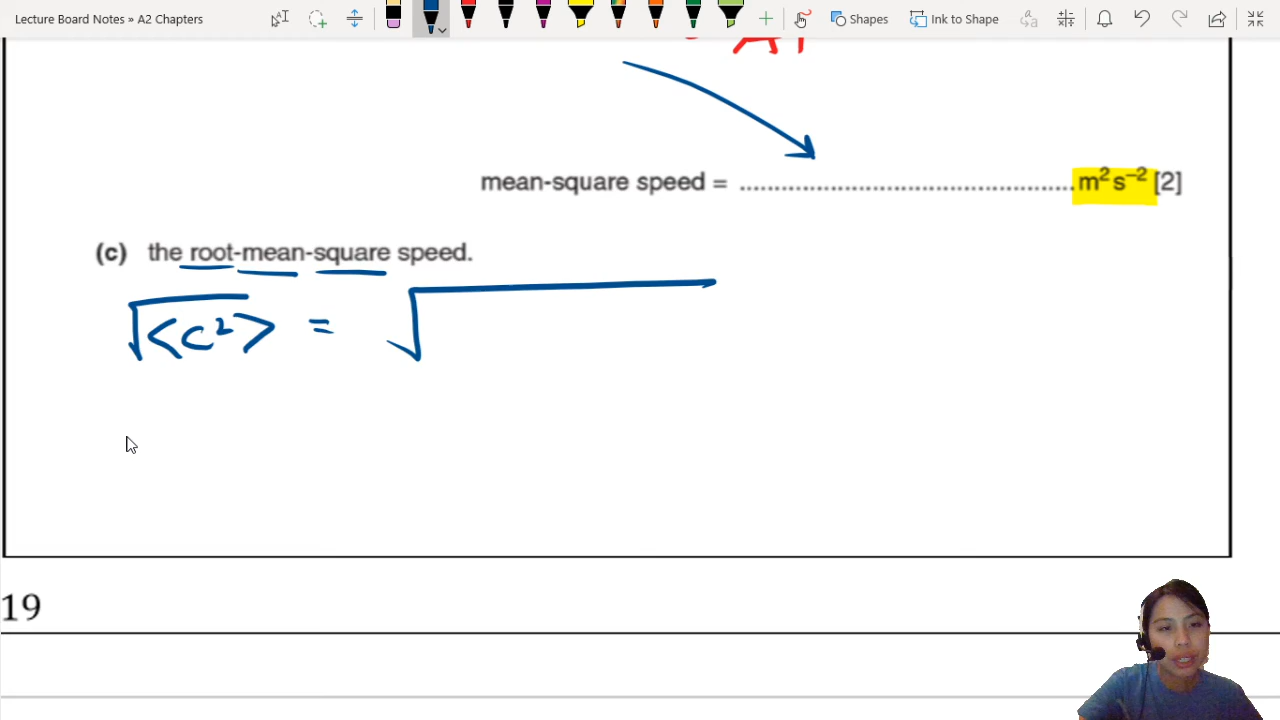 Lecture Board Notes » A2 Chapters
Shapes
Ink to Shape
mean-square speed = ............................................... m²s⁻² [2]
(c) the root-mean-square speed.
√<c²> = √
19